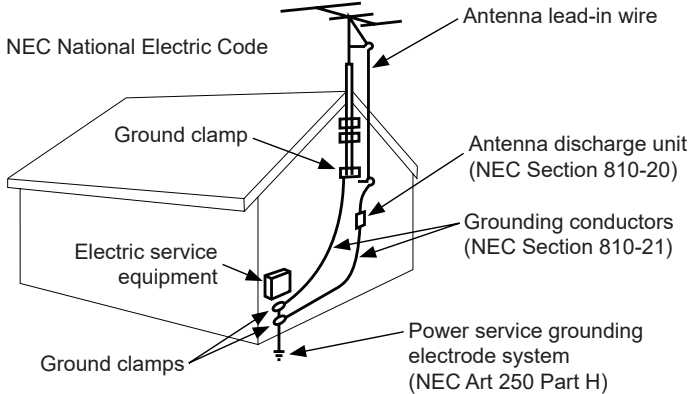 Antenna lead-in wire
NEC National Electric Code
Ground clamp
Antenna discharge unit
(NEC Section 810-20)
Grounding conductors
(NEC Section 810-21)
Electric service
equipment
Power service grounding
electrode system
(NEC Art 250 Part H)
Ground clamps